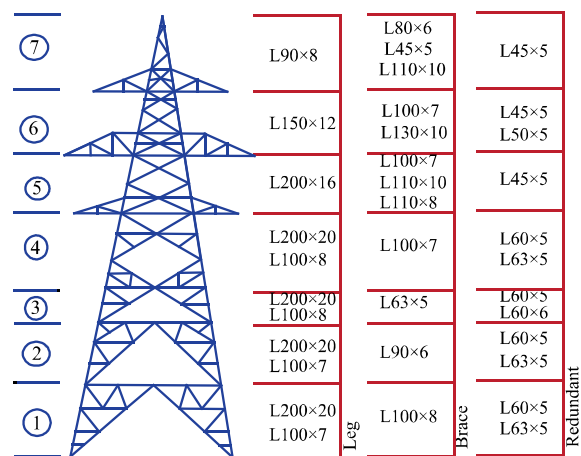 7
L90×8
L80×6
L45×5
L110×10
L45×5
6
L150×12
L100×7
L130×10
L45×5
L50×5
5
L200×16
L100×7
L110×10
L110×8
L45×5
4
L200×20
L100×8
L100×7
L60×5
L63×5
3
L200×20
L100×8
L63×5
L60×5
L60×6
2
L200×20
L100×7
L90×6
L60×5
L63×5
1
L200×20
L100×7
L100×8
L60×5
L63×5
Leg
Brace
Redundant